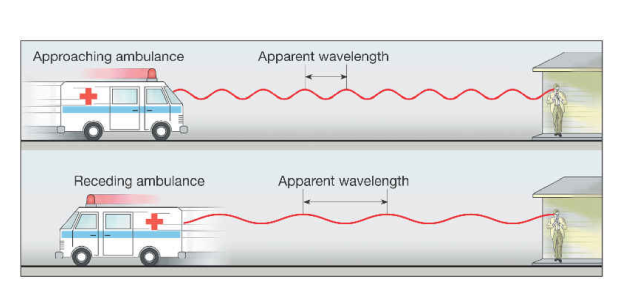 Approaching ambulance
Apparent wavelength
Receding ambulance
Apparent wavelength